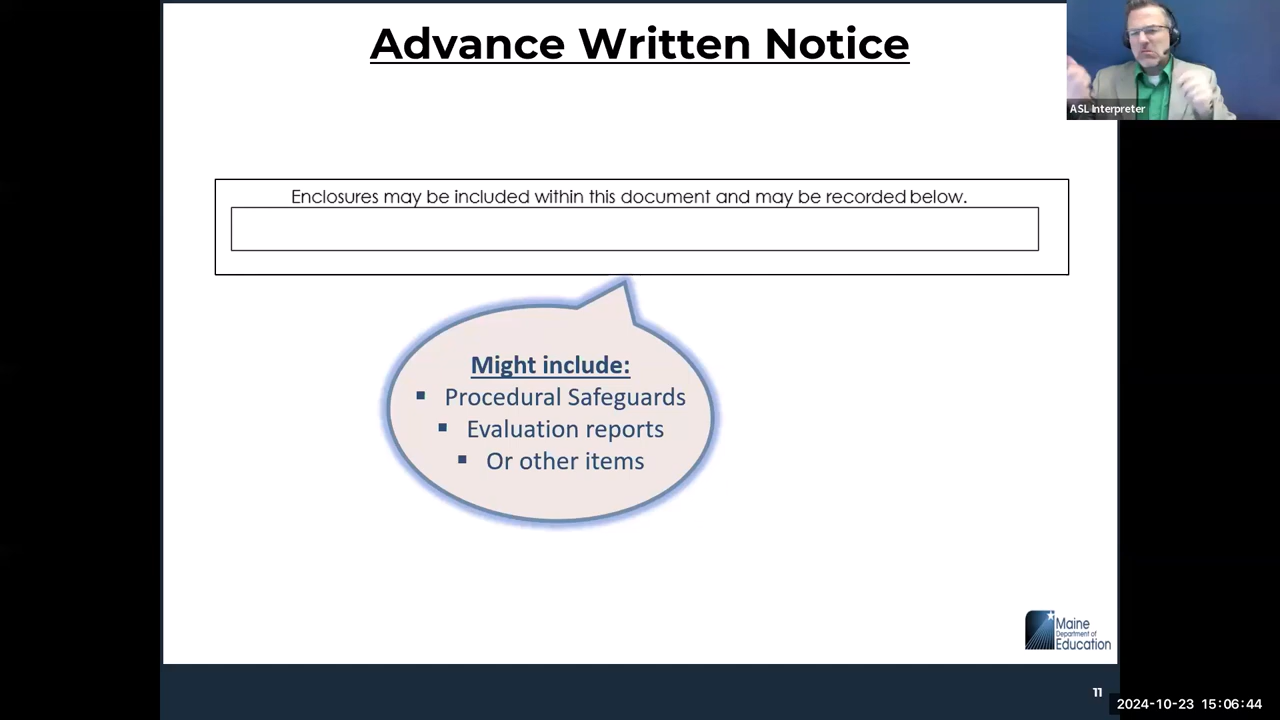 Advance Written Notice
ASL Interpreter
Enclosures may be included within this document and may be recorded below.
Might include:
▪ Procedural Safeguards
▪ Evaluation reports
▪ Or other items
Maine
Department of
Education
11
2024-10-23 15:06:44